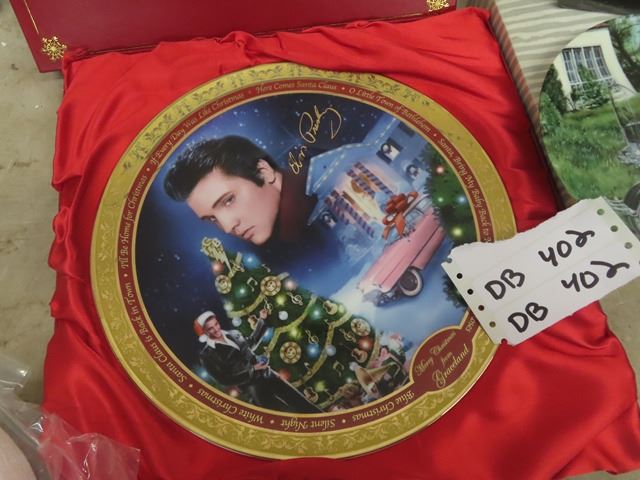 Here Comes Santa Claus • O Little Town of Bethlehem • Santa, Bring My Baby Back to
Blue Christmas • Silent Night • White Christmas • Santa Claus is Back in Town • I'll Be Home for Christmas • If Every Day Was Like Christmas •
Elvis Presley
Merry Christmas
from
Graceland
DB 402
DB 402